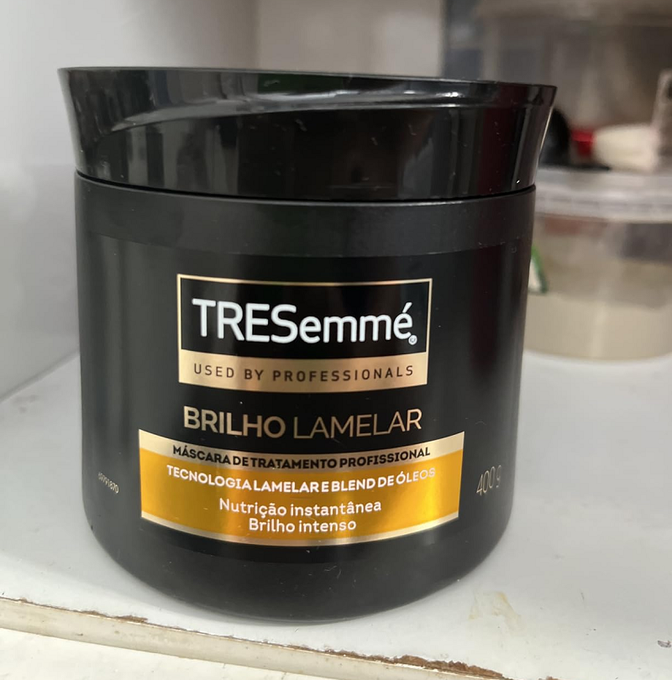 TRESemmé®
USED BY PROFESSIONALS
BRILHO LAMELAR
MÁSCARA DE TRATAMENTO PROFISSIONAL
TECNOLOGIA LAMELAR E BLEND DE ÓLEOS
Nutrição instantânea
Brilho intenso
400 g